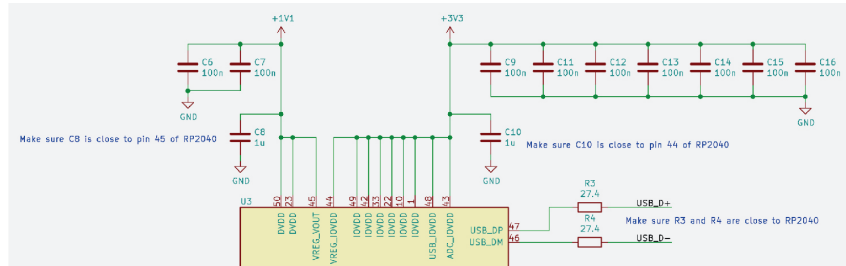 +1V1
+3V3
C6
100n
C7
100n
C9
100n
C11
100n
C12
100n
C13
100n
C14
100n
C15
100n
C16
100n
GND
GND
C8
1u
C10
1u
Make sure C8 is close to pin 45 of RP2040
Make sure C10 is close to pin 44 of RP2040
GND
GND
R3
27.4
U3
50
23
45
44
49
42
33
22
10
1
48
43
DVDD
DVDD
VREG_VOUT
VREG_IOVDD
IOVDD
IOVDD
IOVDD
IOVDD
IOVDD
IOVDD
USB_IOVDD
ADC_IOVDD
USB_DP
47
USB_D+
R4
27.4
Make sure R3 and R4 are close to RP2040
USB_DM
46
USB_D-